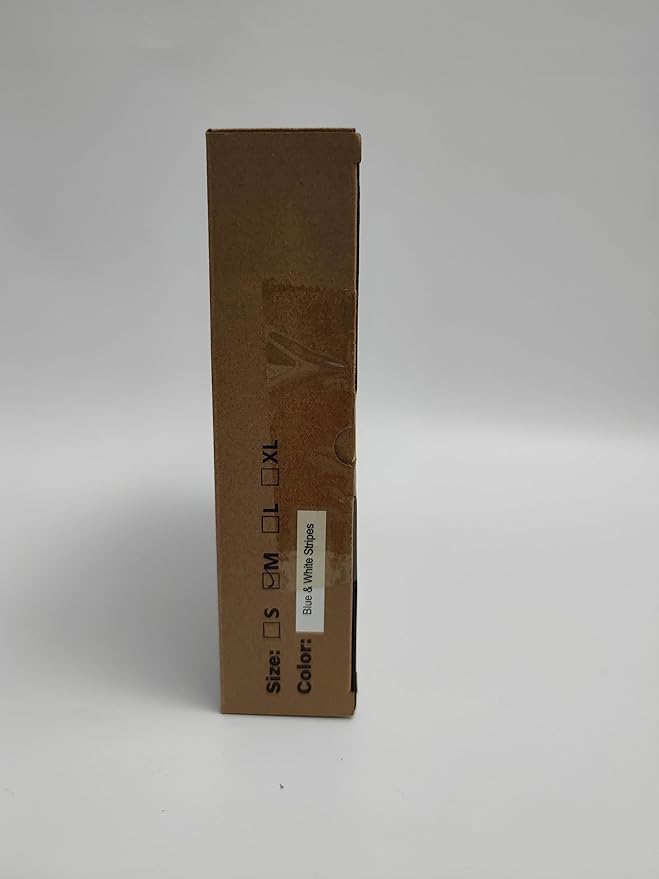 Size: ☐ S ☑ M ☐ L ☐ XL
Color: Blue & White Stripes